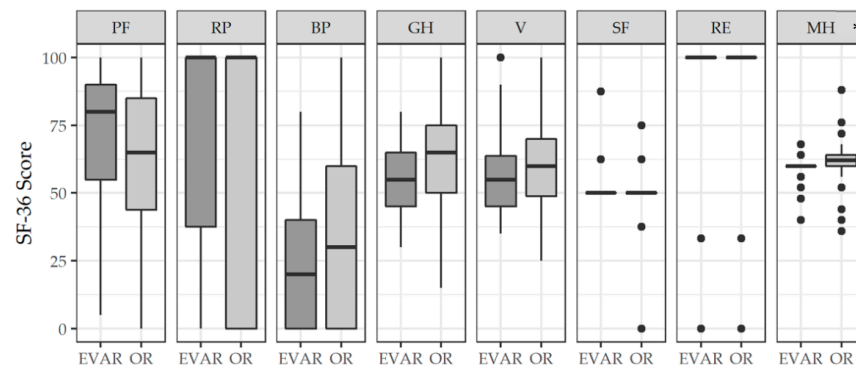 PF RP BP GH V SF RE MH *
100
75
50
25
0
SF-36 Score
EVAR OR EVAR OR EVAR OR EVAR OR EVAR OR EVAR OR EVAR OR EVAR OR